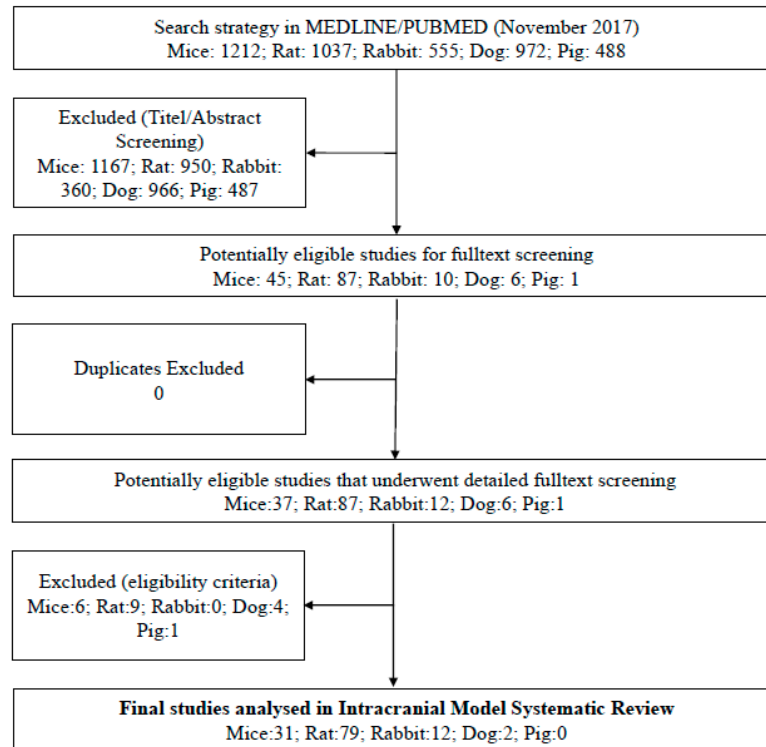 Search strategy in MEDLINE/PUBMED (November 2017)
Mice: 1212; Rat: 1037; Rabbit: 555; Dog: 972; Pig: 488
Excluded (Titel/Abstract
Screening)
Mice: 1167; Rat: 950; Rabbit:
360; Dog: 966; Pig: 487
Potentially eligible studies for fulltext screening
Mice: 45; Rat: 87; Rabbit: 10; Dog: 6; Pig: 1
Duplicates Excluded
0
Potentially eligible studies that underwent detailed fulltext screening
Mice:37; Rat:87; Rabbit:12; Dog:6; Pig:1
Excluded (eligibility criteria)
Mice:6; Rat:9; Rabbit:0; Dog:4;
Pig:1
Final studies analysed in Intracranial Model Systematic Review
Mice:31; Rat:79; Rabbit:12; Dog:2; Pig:0